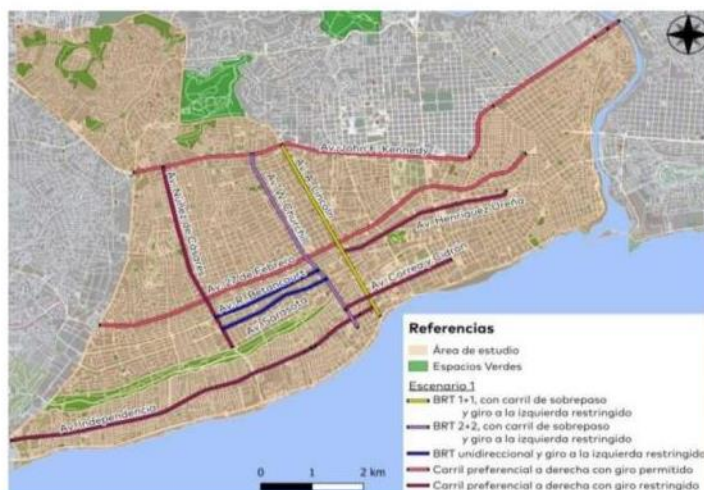 Av. John F. Kennedy
Av. Núñez de Cáceres
Av. W. Churchil
Av. A. Lincoln
Av. Henríquez Ureña
Av. 27 de Febrero
Av. R. Betancourt
Av. Correa y Cidrón
Av. Sarasota
Av. Independencia
Referencias
Área de estudio
Espacios Verdes
Escenario 1
BRT 1+1, con carril de sobrepaso
y giro a la izquierda restringido
BRT 2+2, con carril de sobrepaso
y giro a la izquierda restringido
BRT unidireccional y giro a la izquierda restringido
Carril preferencial a derecha con giro permitido
Carril preferencial a derecha con giro restringido
0 1 2 km